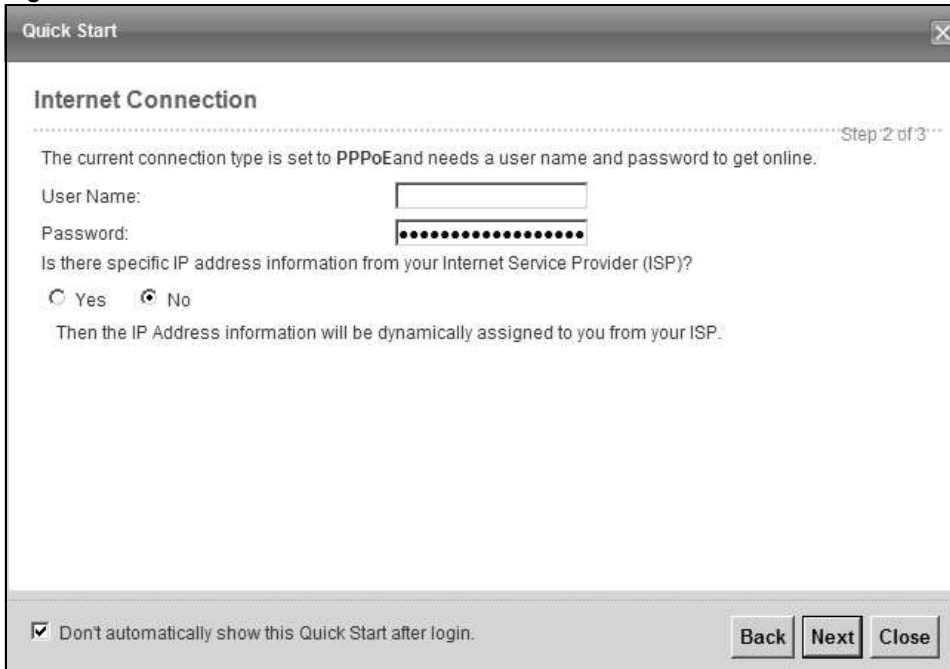 Quick Start
Internet Connection
Step 2 of 3
The current connection type is set to PPPoEand needs a user name and password to get online.
User Name:
Password: ••••••••••••••••••
Is there specific IP address information from your Internet Service Provider (ISP)?
Yes No
Then the IP Address information will be dynamically assigned to you from your ISP.
Don't automatically show this Quick Start after login.
Back Next Close